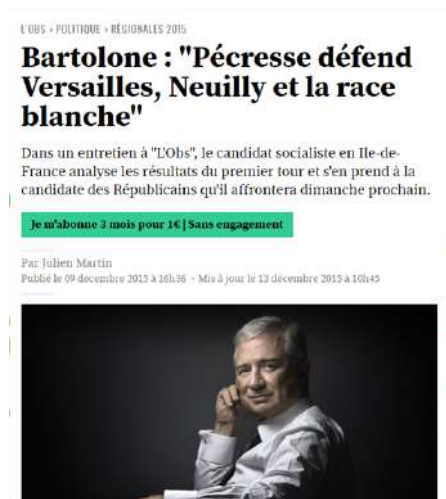 L'OBS > POLITIQUE > RÉGIONALES 2015
Bartolone : "Pécresse défend
Versailles, Neuilly et la race
blanche"
Dans un entretien à "L'Obs", le candidat socialiste en Ile-de-
France analyse les résultats du premier tour et s'en prend à la
candidate des Républicains qu'il affrontera dimanche prochain.
Je m'abonne 3 mois pour 1€ | Sans engagement
Par Julien Martin
Publié le 09 décembre 2015 à 16h36 - Mis à jour le 13 décembre 2015 à 10h45